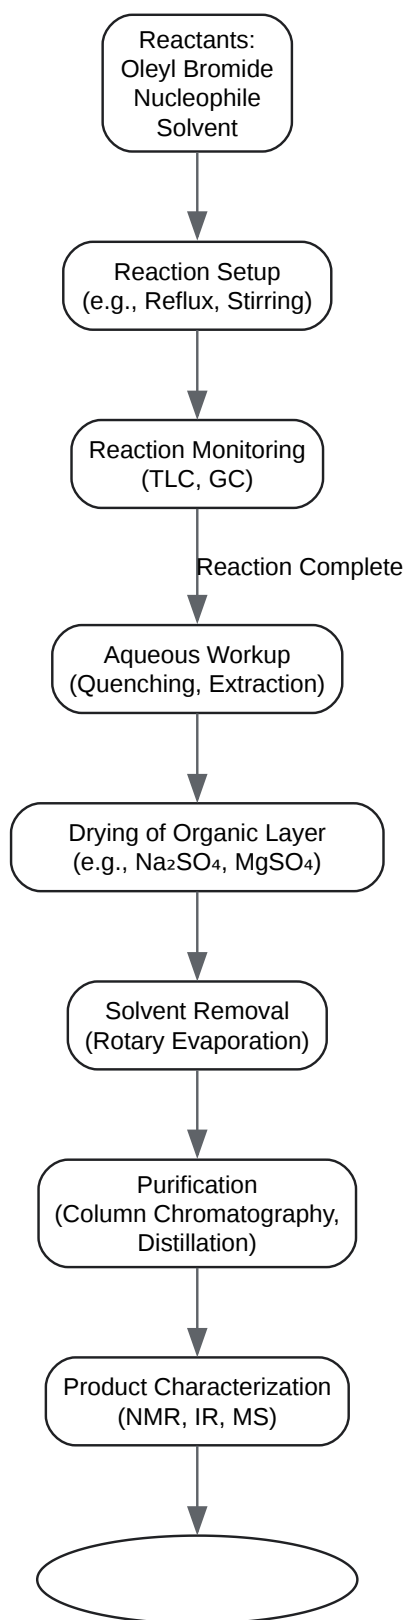 Reactants:
Oleyl Bromide
Nucleophile
Solvent
Reaction Setup
(e.g., Reflux, Stirring)
Reaction Monitoring
(TLC, GC)
Reaction Complete
Aqueous Workup
(Quenching, Extraction)
Drying of Organic Layer
(e.g., Na₂SO₄, MgSO₄)
Solvent Removal
(Rotary Evaporation)
Purification
(Column Chromatography,
Distillation)
Product Characterization
(NMR, IR, MS)